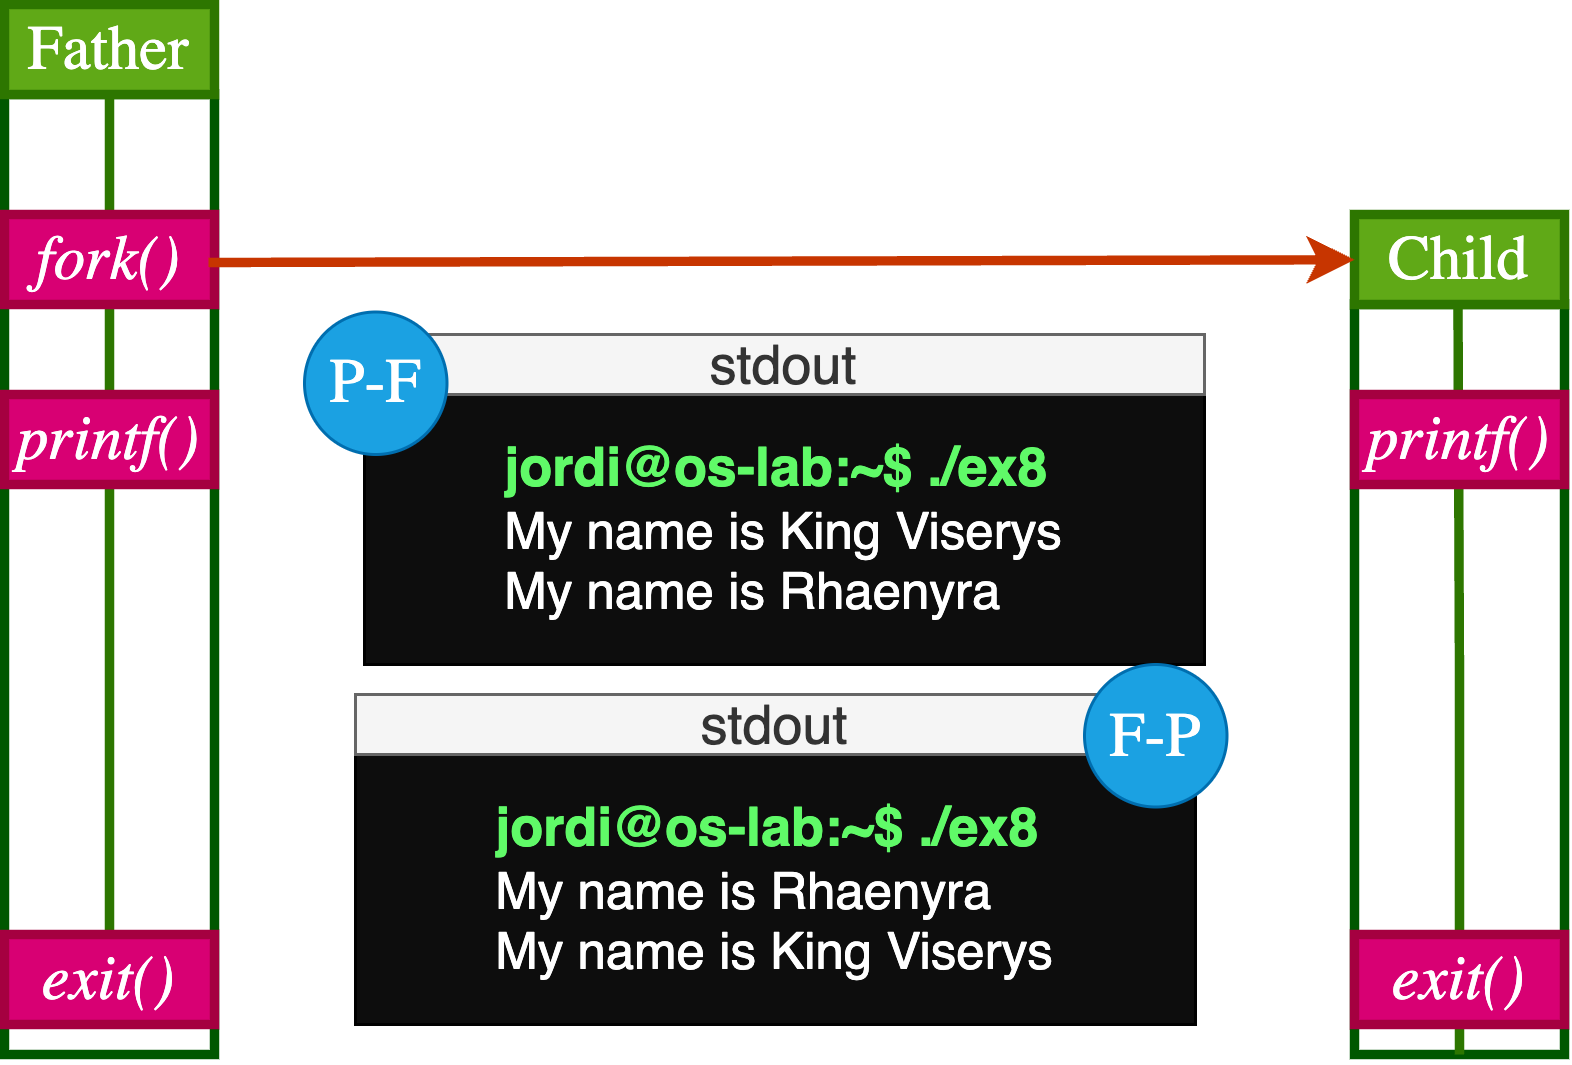 Father
fork()
Child
P-F
stdout
printf()
printf()
jordi@os-lab:~$ ./ex8
My name is King Viserys
My name is Rhaenyra
stdout
F-P
jordi@os-lab:~$ ./ex8
My name is Rhaenyra
My name is King Viserys
exit()
exit()